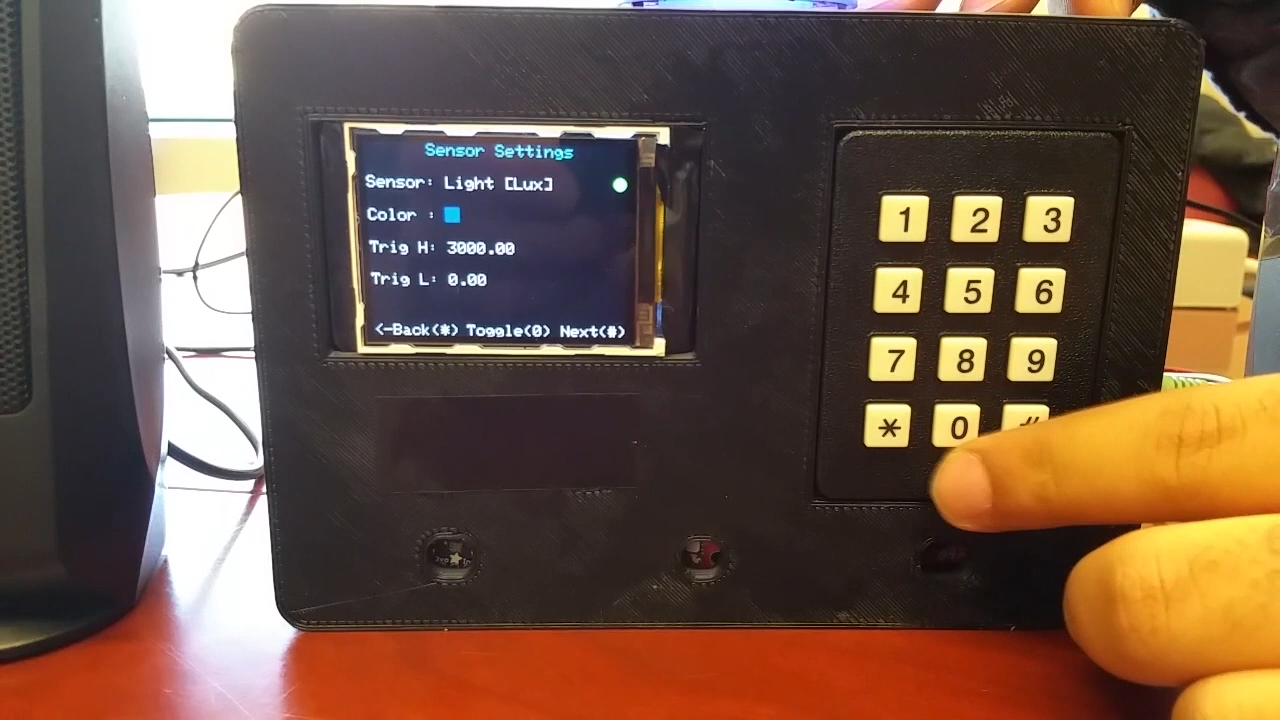 Sensor Settings
Sensor: Light [Lux]
Color :
Trig H: 3000.00
Trig L: 0.00
<-Back(*) Toggle(0) Next(#)
1 2 3
4 5 6
7 8 9
* 0 #